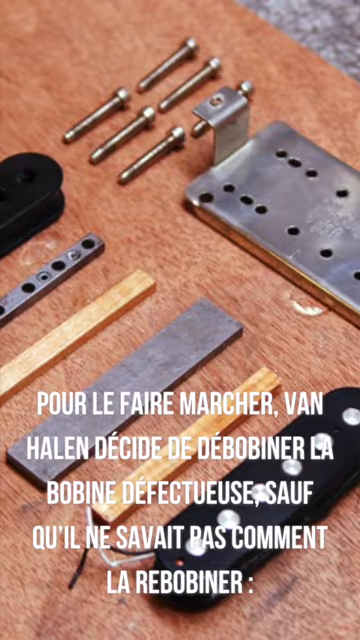 POUR LE FAIRE MARCHER, VAN
HALEN DÉCIDE DE DÉBOBINER LA
BOBINE DÉFECTUEUSE, SAUF
QU'IL NE SAVAIT PAS COMMENT
LA REBOBINER :